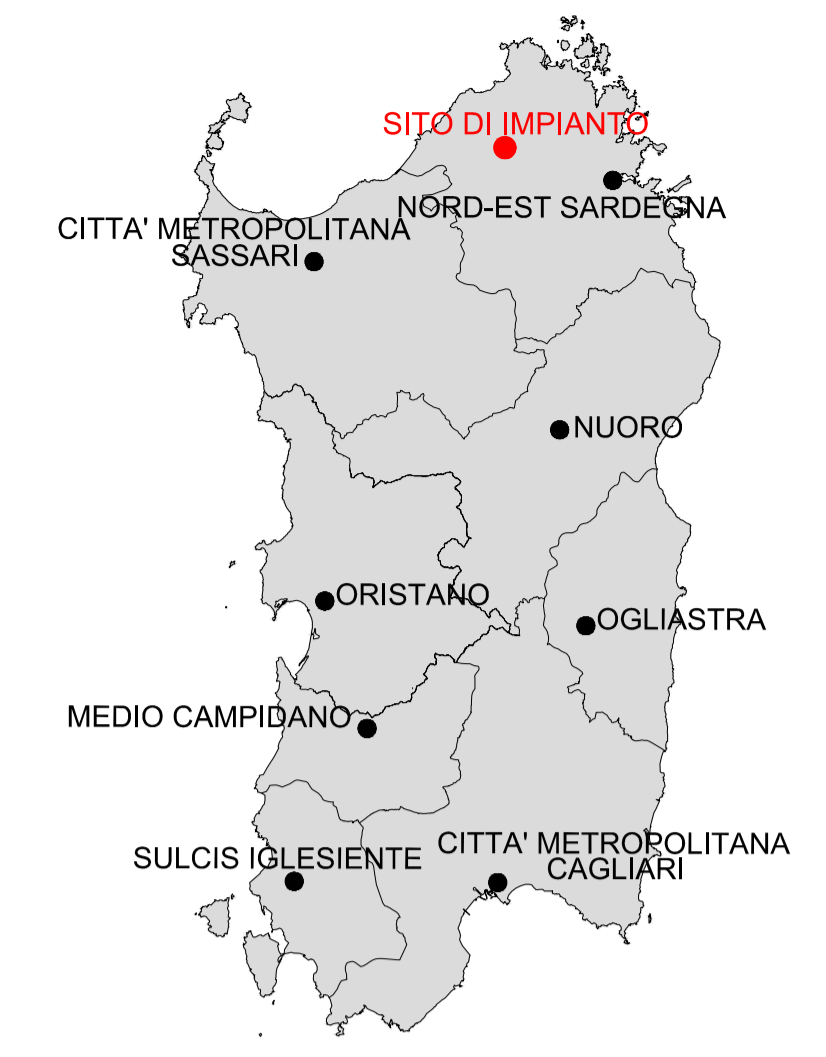 SITO DI IMPIANTO
NORD-EST SARDEGNA
CITTA' METROPOLITANA
SASSARI
NUORO
ORISTANO
OGLIASTRA
MEDIO CAMPIDANO
CITTA' METROPOLITANA
CAGLIARI
SULCIS IGLESIENTE